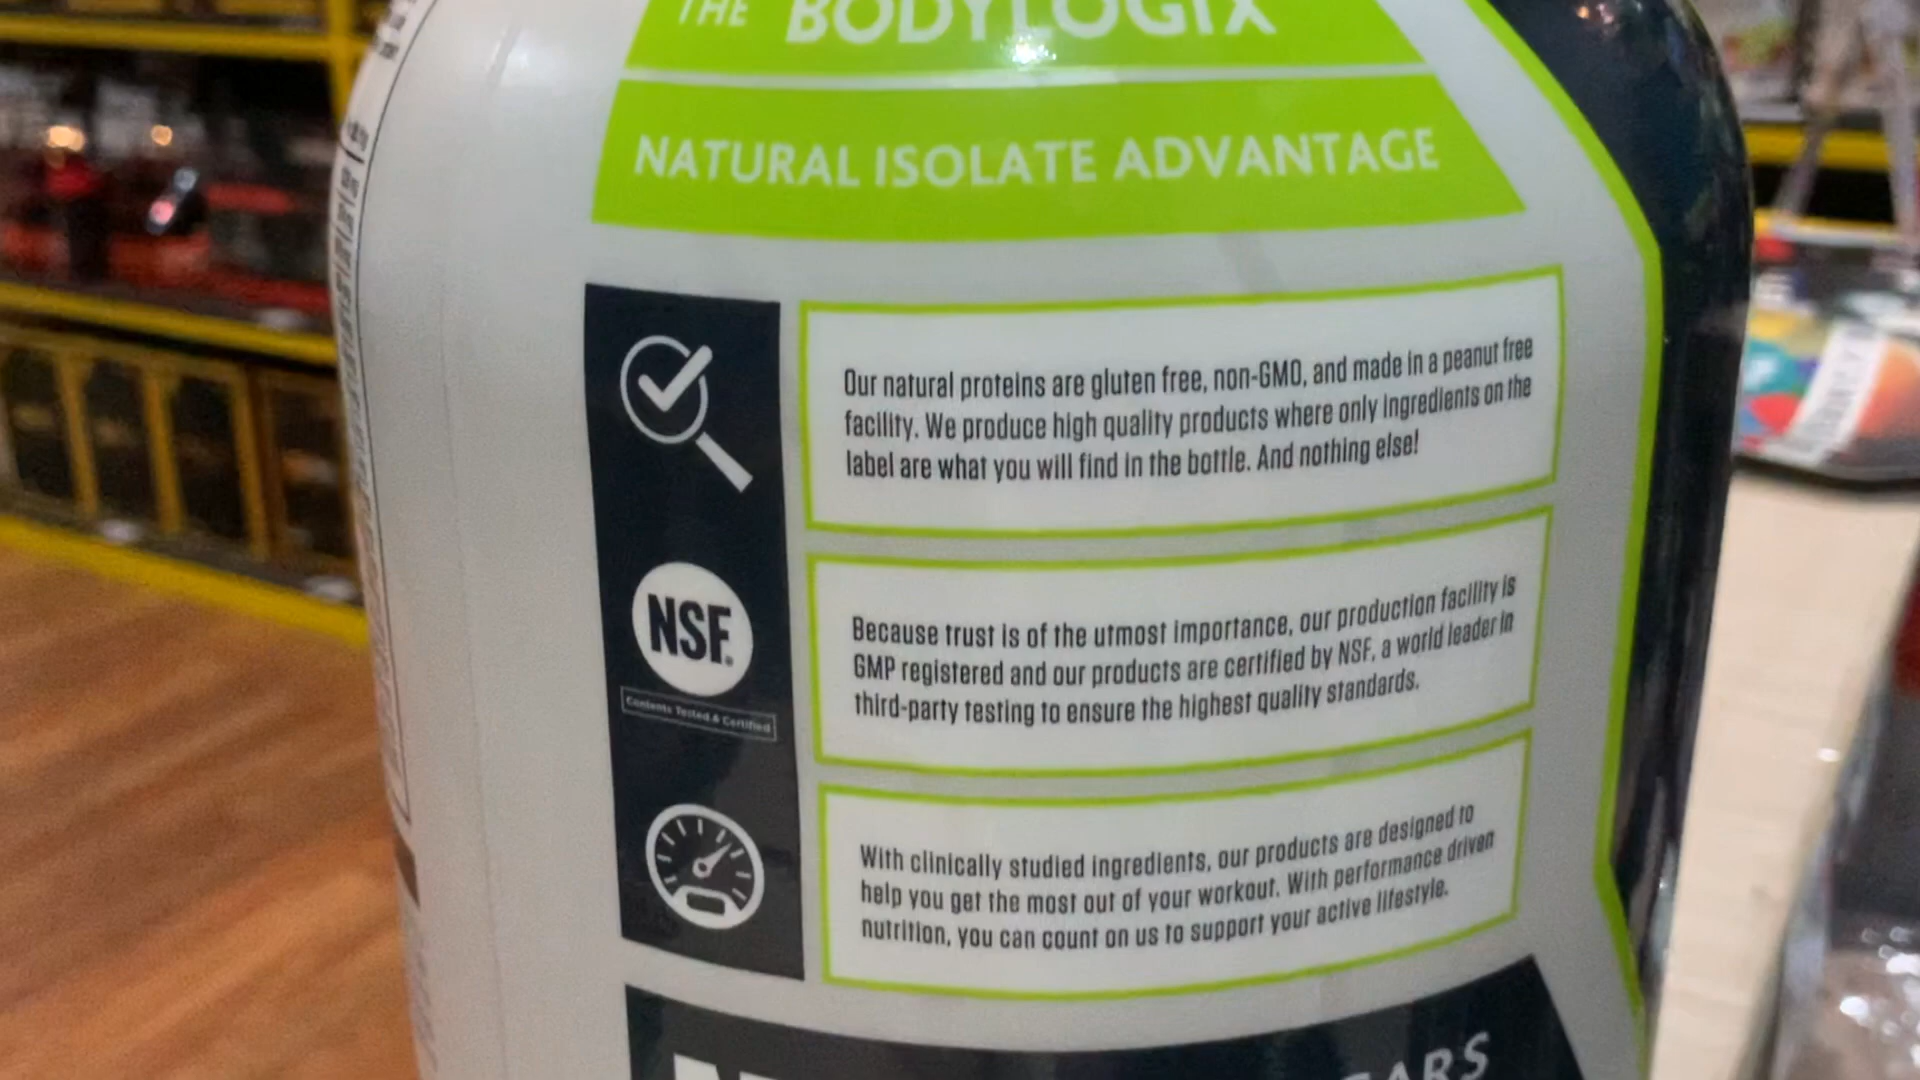 THE BODYLOGIX
NATURAL ISOLATE ADVANTAGE
Our natural proteins are gluten free, non-GMO, and made in a peanut free
facility. We produce high quality products where only ingredients on the
label are what you will find in the bottle. And nothing else!
NSF®
Contents Tested & Certified
Because trust is of the utmost importance, our production facility is
GMP registered and our products are certified by NSF, a world leader in
third-party testing to ensure the highest quality standards.
With clinically studied ingredients, our products are designed to
help you get the most out of your workout. With performance driven
nutrition, you can count on us to support your active lifestyle.